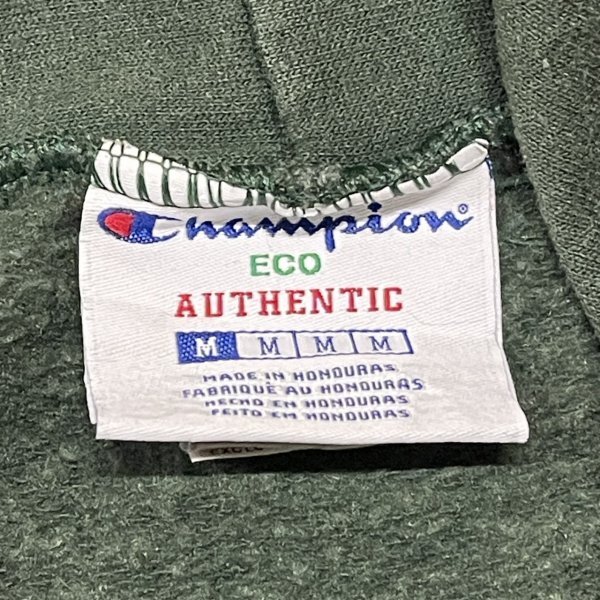 Champion
ECO
AUTHENTIC
M M M M
MADE IN HONDURAS
FABRIQUÉ AU HONDURAS
HECHO EN HONDURAS
FEITO EM HONDURAS